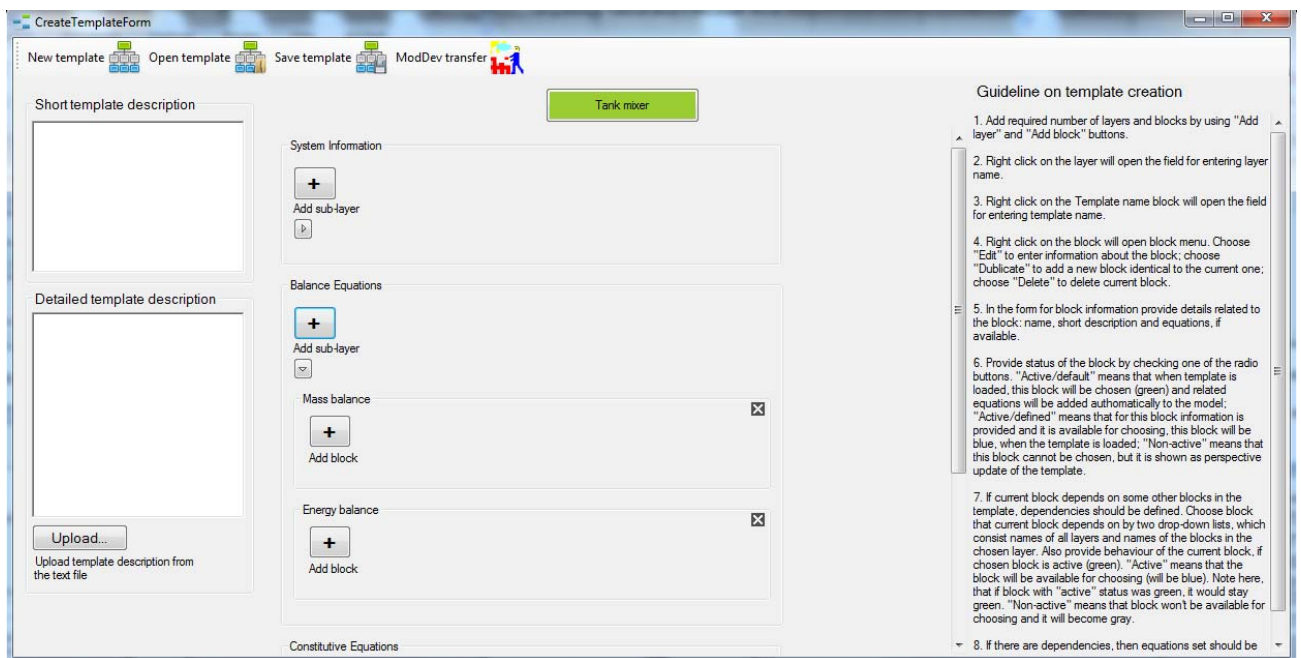 CreateTemplateForm
New template Open template Save template ModDev transfer
Short template description
Detailed template description
Upload...
Upload template description from
the text file
Tank mixer
System Information
+
Add sub-layer
Balance Equations
+
Add sub-layer
Mass balance
+
Add block
Energy balance
+
Add block
Constitutive Equations
Guideline on template creation
1. Add required number of layers and blocks by using "Add
layer" and "Add block" buttons.
2. Right click on the layer will open the field for entering layer
name.
3. Right click on the Template name block will open the field
for entering template name.
4. Right click on the block will open block menu. Choose
"Edit" to enter information about the block; choose
"Dublicate" to add a new block identical to the current one;
choose "Delete" to delete current block.
5. In the form for block information provide details related to
the block: name, short description and equations, if
available.
6. Provide status of the block by checking one of the radio
buttons. "Active/default" means that when template is
loaded, this block will be chosen (green) and related
equations will be added authomatically to the model;
"Active/defined" means that for this block information is
provided and it is available for choosing, this block will be
blue, when the template is loaded; "Non-active" means that
this block cannot be chosen, but it is shown as perspective
update of the template.
7. If current block depends on some other blocks in the
template, dependencies should be defined. Choose block
that current block depends on by two drop-down lists, which
consist names of all layers and names of the blocks in the
chosen layer. Also provide behaviour of the current block, if
chosen block is active (green). "Active" means that the
block will be available for choosing (will be blue). Note here,
that if block with "active" status was green, it would stay
green. "Non-active" means that block won't be available for
choosing and it will become gray.
8. If there are dependencies, then equations set should be